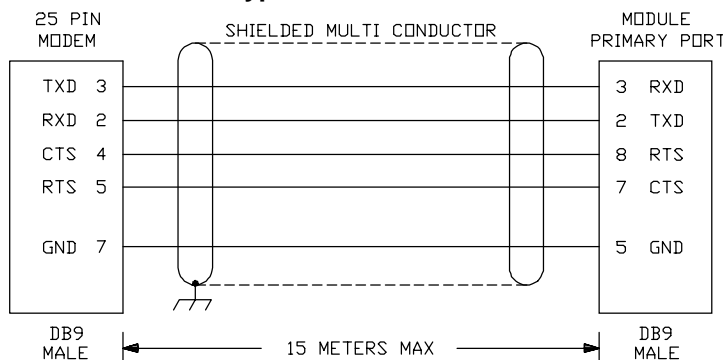 25 PIN MODEM
SHIELDED MULTI CONDUCTOR
MODULE PRIMARY PORT
TXD 3
3 RXD
RXD 2
2 TXD
CTS 4
8 RTS
RTS 5
7 CTS
GND 7
5 GND
DB9 MALE
15 METERS MAX
DB9 MALE